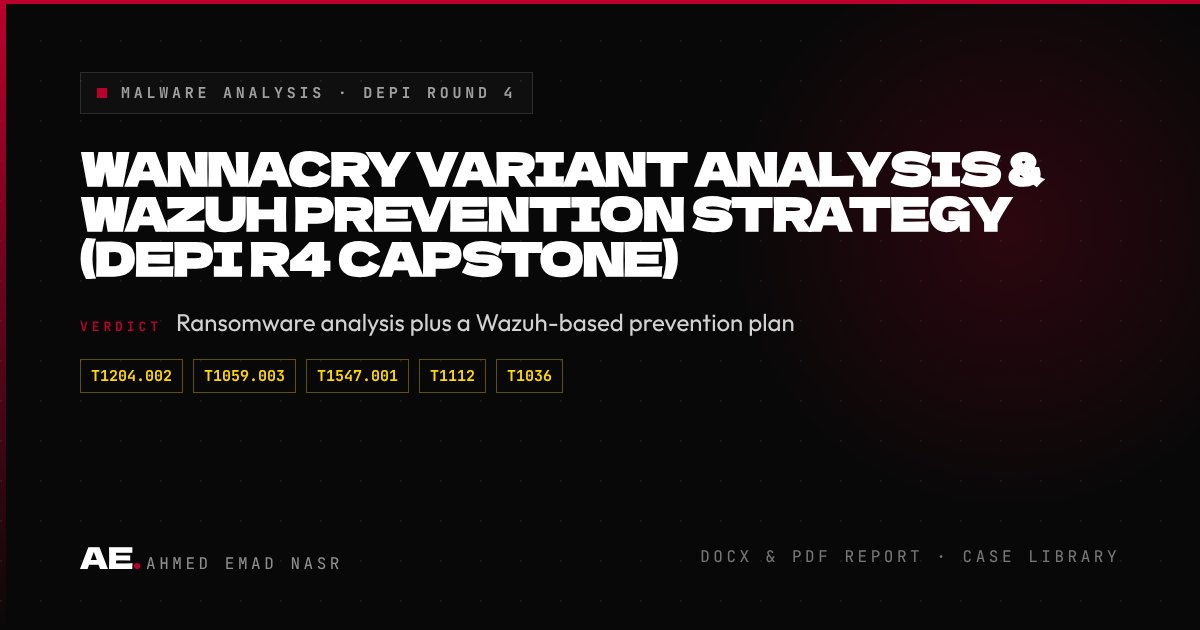 MALWARE ANALYSIS · DEPI ROUND 4
WANNACRY VARIANT ANALYSIS &
WAZUH PREVENTION STRATEGY
(DEPI R4 CAPSTONE)
VERDICT Ransomware analysis plus a Wazuh-based prevention plan
T1204.002 T1059.003 T1547.001 T1112 T1036
AE. AHMED EMAD NASR
DOCX & PDF REPORT · CASE LIBRARY